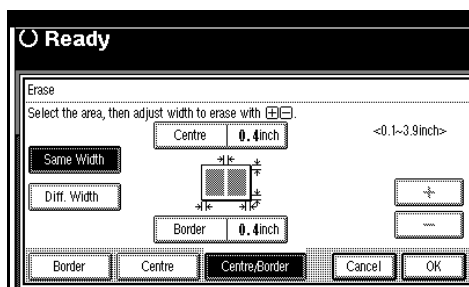 Ready
Erase
Select the area, then adjust width to erase with [+][-].
Centre 0.4inch <0.1~3.9inch>
Same Width
Diff. Width +
-
Border 0.4inch
Border Centre Centre/Border Cancel OK